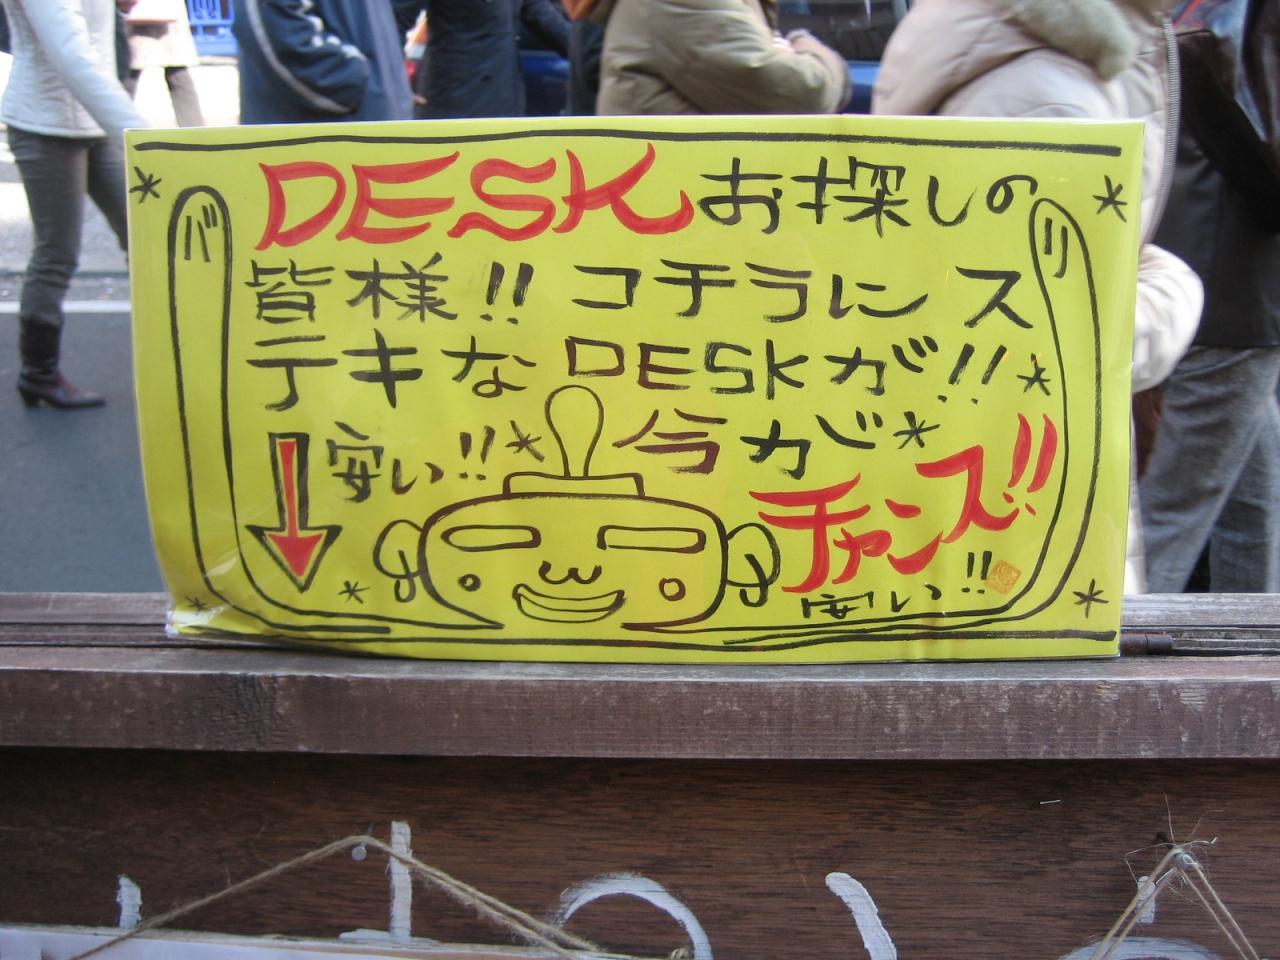 DESKお探しの
バ
リ
皆様!! コチラにス
テキなDESKが!!
安い!! 今が
チャンス!!
安い!!